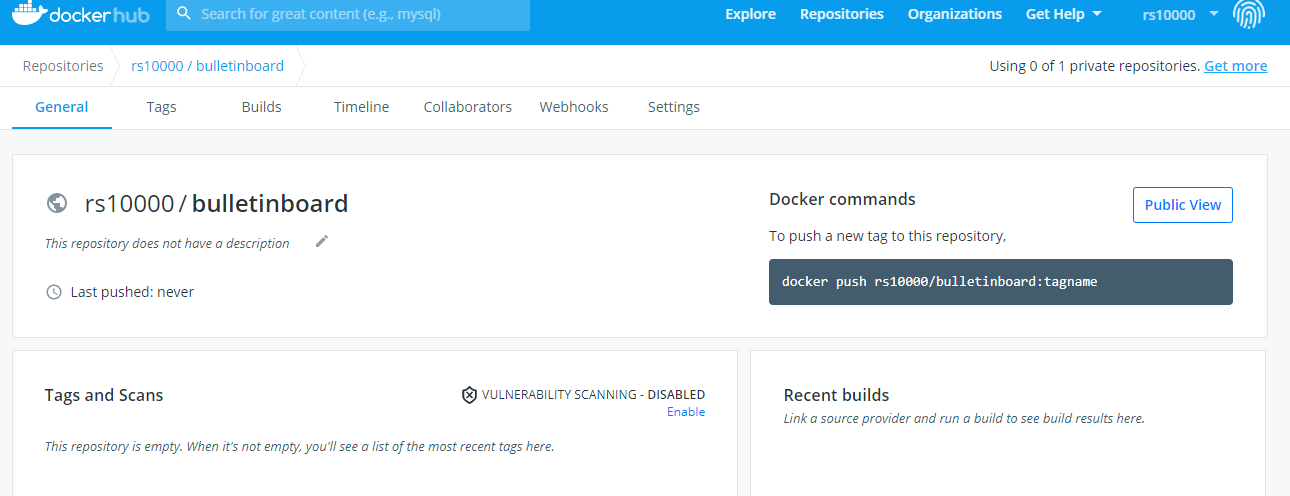 dockerhub Search for great content (e.g., mysql) Explore Repositories Organizations Get Help rs10000
Repositories rs10000 / bulletinboard Using 0 of 1 private repositories. Get more
General Tags Builds Timeline Collaborators Webhooks Settings
rs10000 / bulletinboard
This repository does not have a description
Last pushed: never
Docker commands
Public View
To push a new tag to this repository,
docker push rs10000/bulletinboard:tagname
Tags and Scans
VULNERABILITY SCANNING - DISABLED
Enable
This repository is empty. When it's not empty, you'll see a list of the most recent tags here.
Recent builds
Link a source provider and run a build to see build results here.